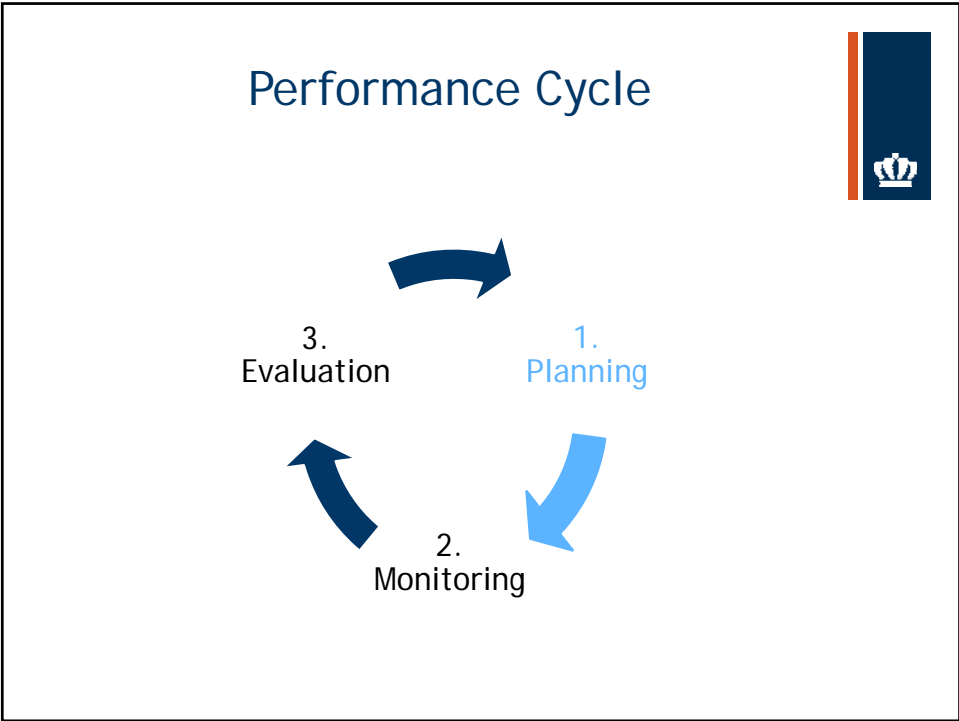 Performance Cycle
3.
Evaluation
1.
Planning
2.
Monitoring